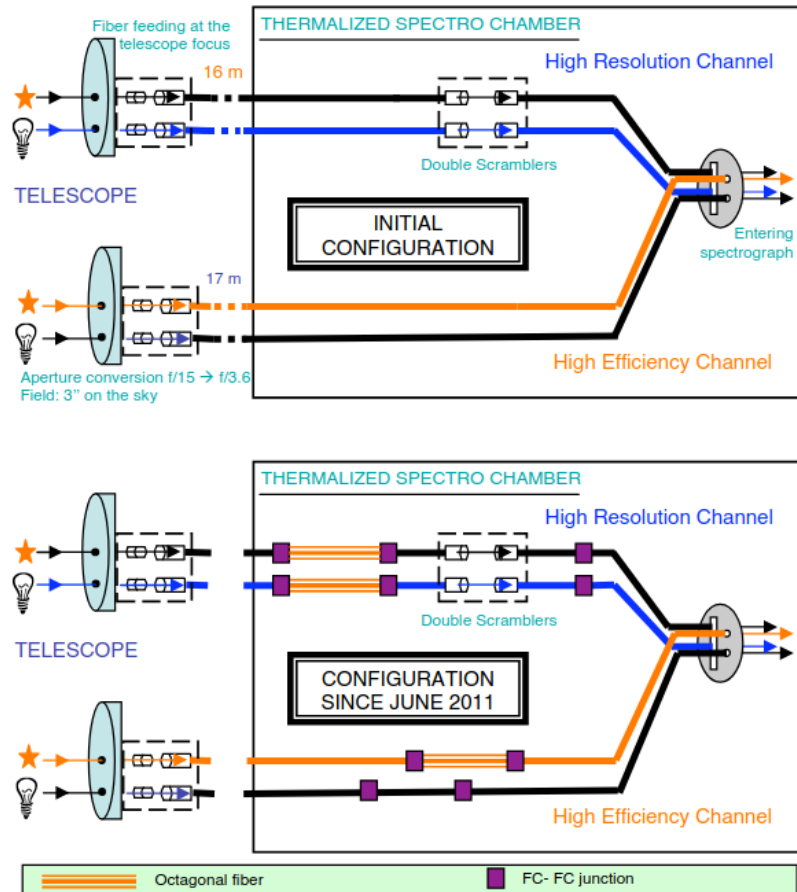 Fiber feeding at the
telescope focus
THERMALIZED SPECTRO CHAMBER
16 m
High Resolution Channel
Double Scramblers
TELESCOPE
INITIAL
CONFIGURATION
Entering
spectrograph
17 m
Aperture conversion f/15 → f/3.6
Field: 3’’ on the sky
High Efficiency Channel
THERMALIZED SPECTRO CHAMBER
High Resolution Channel
Double Scramblers
TELESCOPE
CONFIGURATION
SINCE JUNE 2011
High Efficiency Channel
Octagonal fiber
FC- FC junction